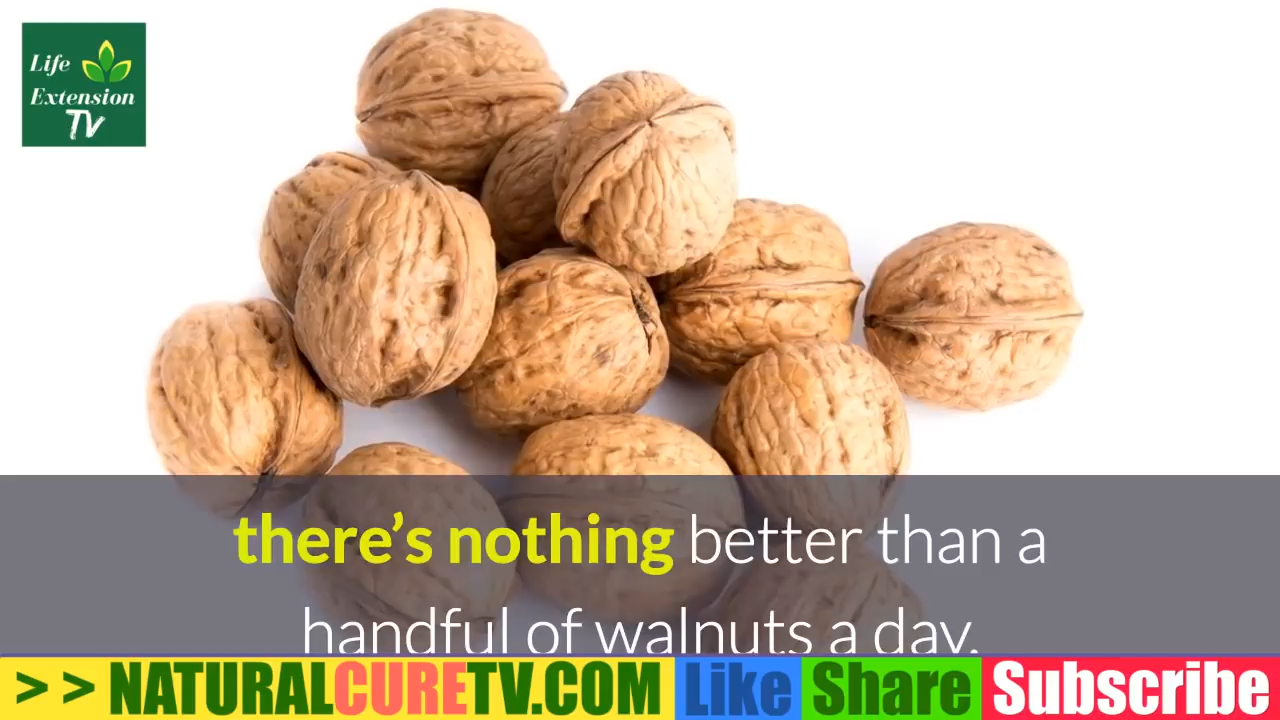 Life
Extension
TV
there’s nothing better than a
handful of walnuts a day.
>> NATURALCURETV.COM Like Share Subscribe